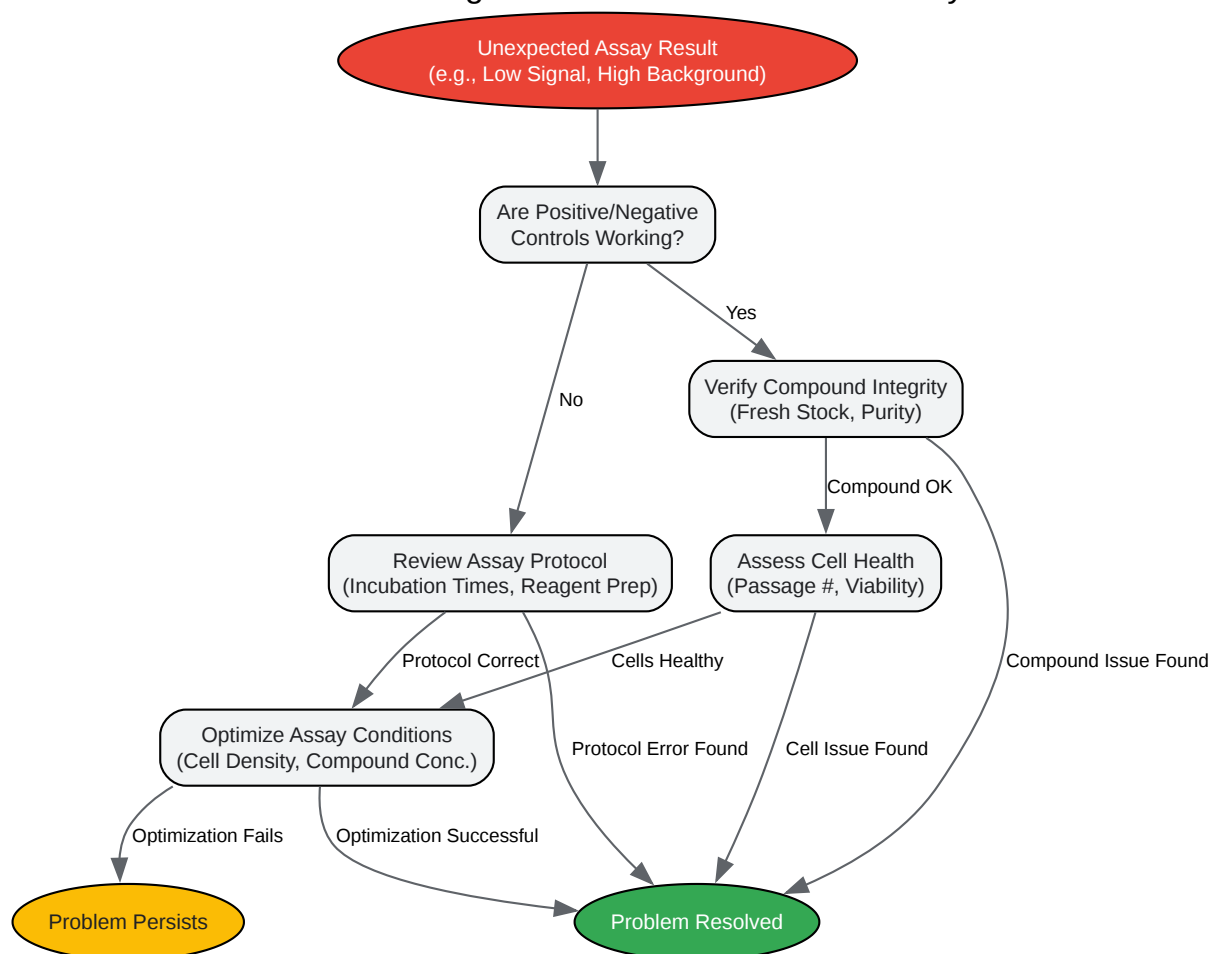 Unexpected Assay Result
(e.g., Low Signal, High Background)
Are Positive/Negative
Controls Working?
Yes
Verify Compound Integrity
(Fresh Stock, Purity)
No
Compound OK
Review Assay Protocol
(Incubation Times, Reagent Prep)
Assess Cell Health
(Passage #, Viability)
Protocol Correct
Cells Healthy
Compound Issue Found
Optimize Assay Conditions
(Cell Density, Compound Conc.)
Protocol Error Found
Cell Issue Found
Optimization Fails
Optimization Successful
Problem Persists
Problem Resolved